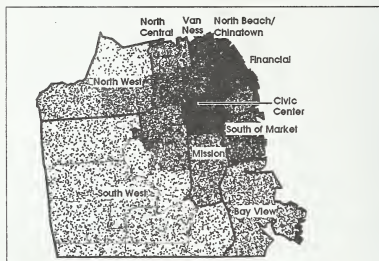 North
Central
Van
Ness
North Beach/
Chinatown
Financial
North West
Civic
Center
South of Market
Mission
South West
Bay View